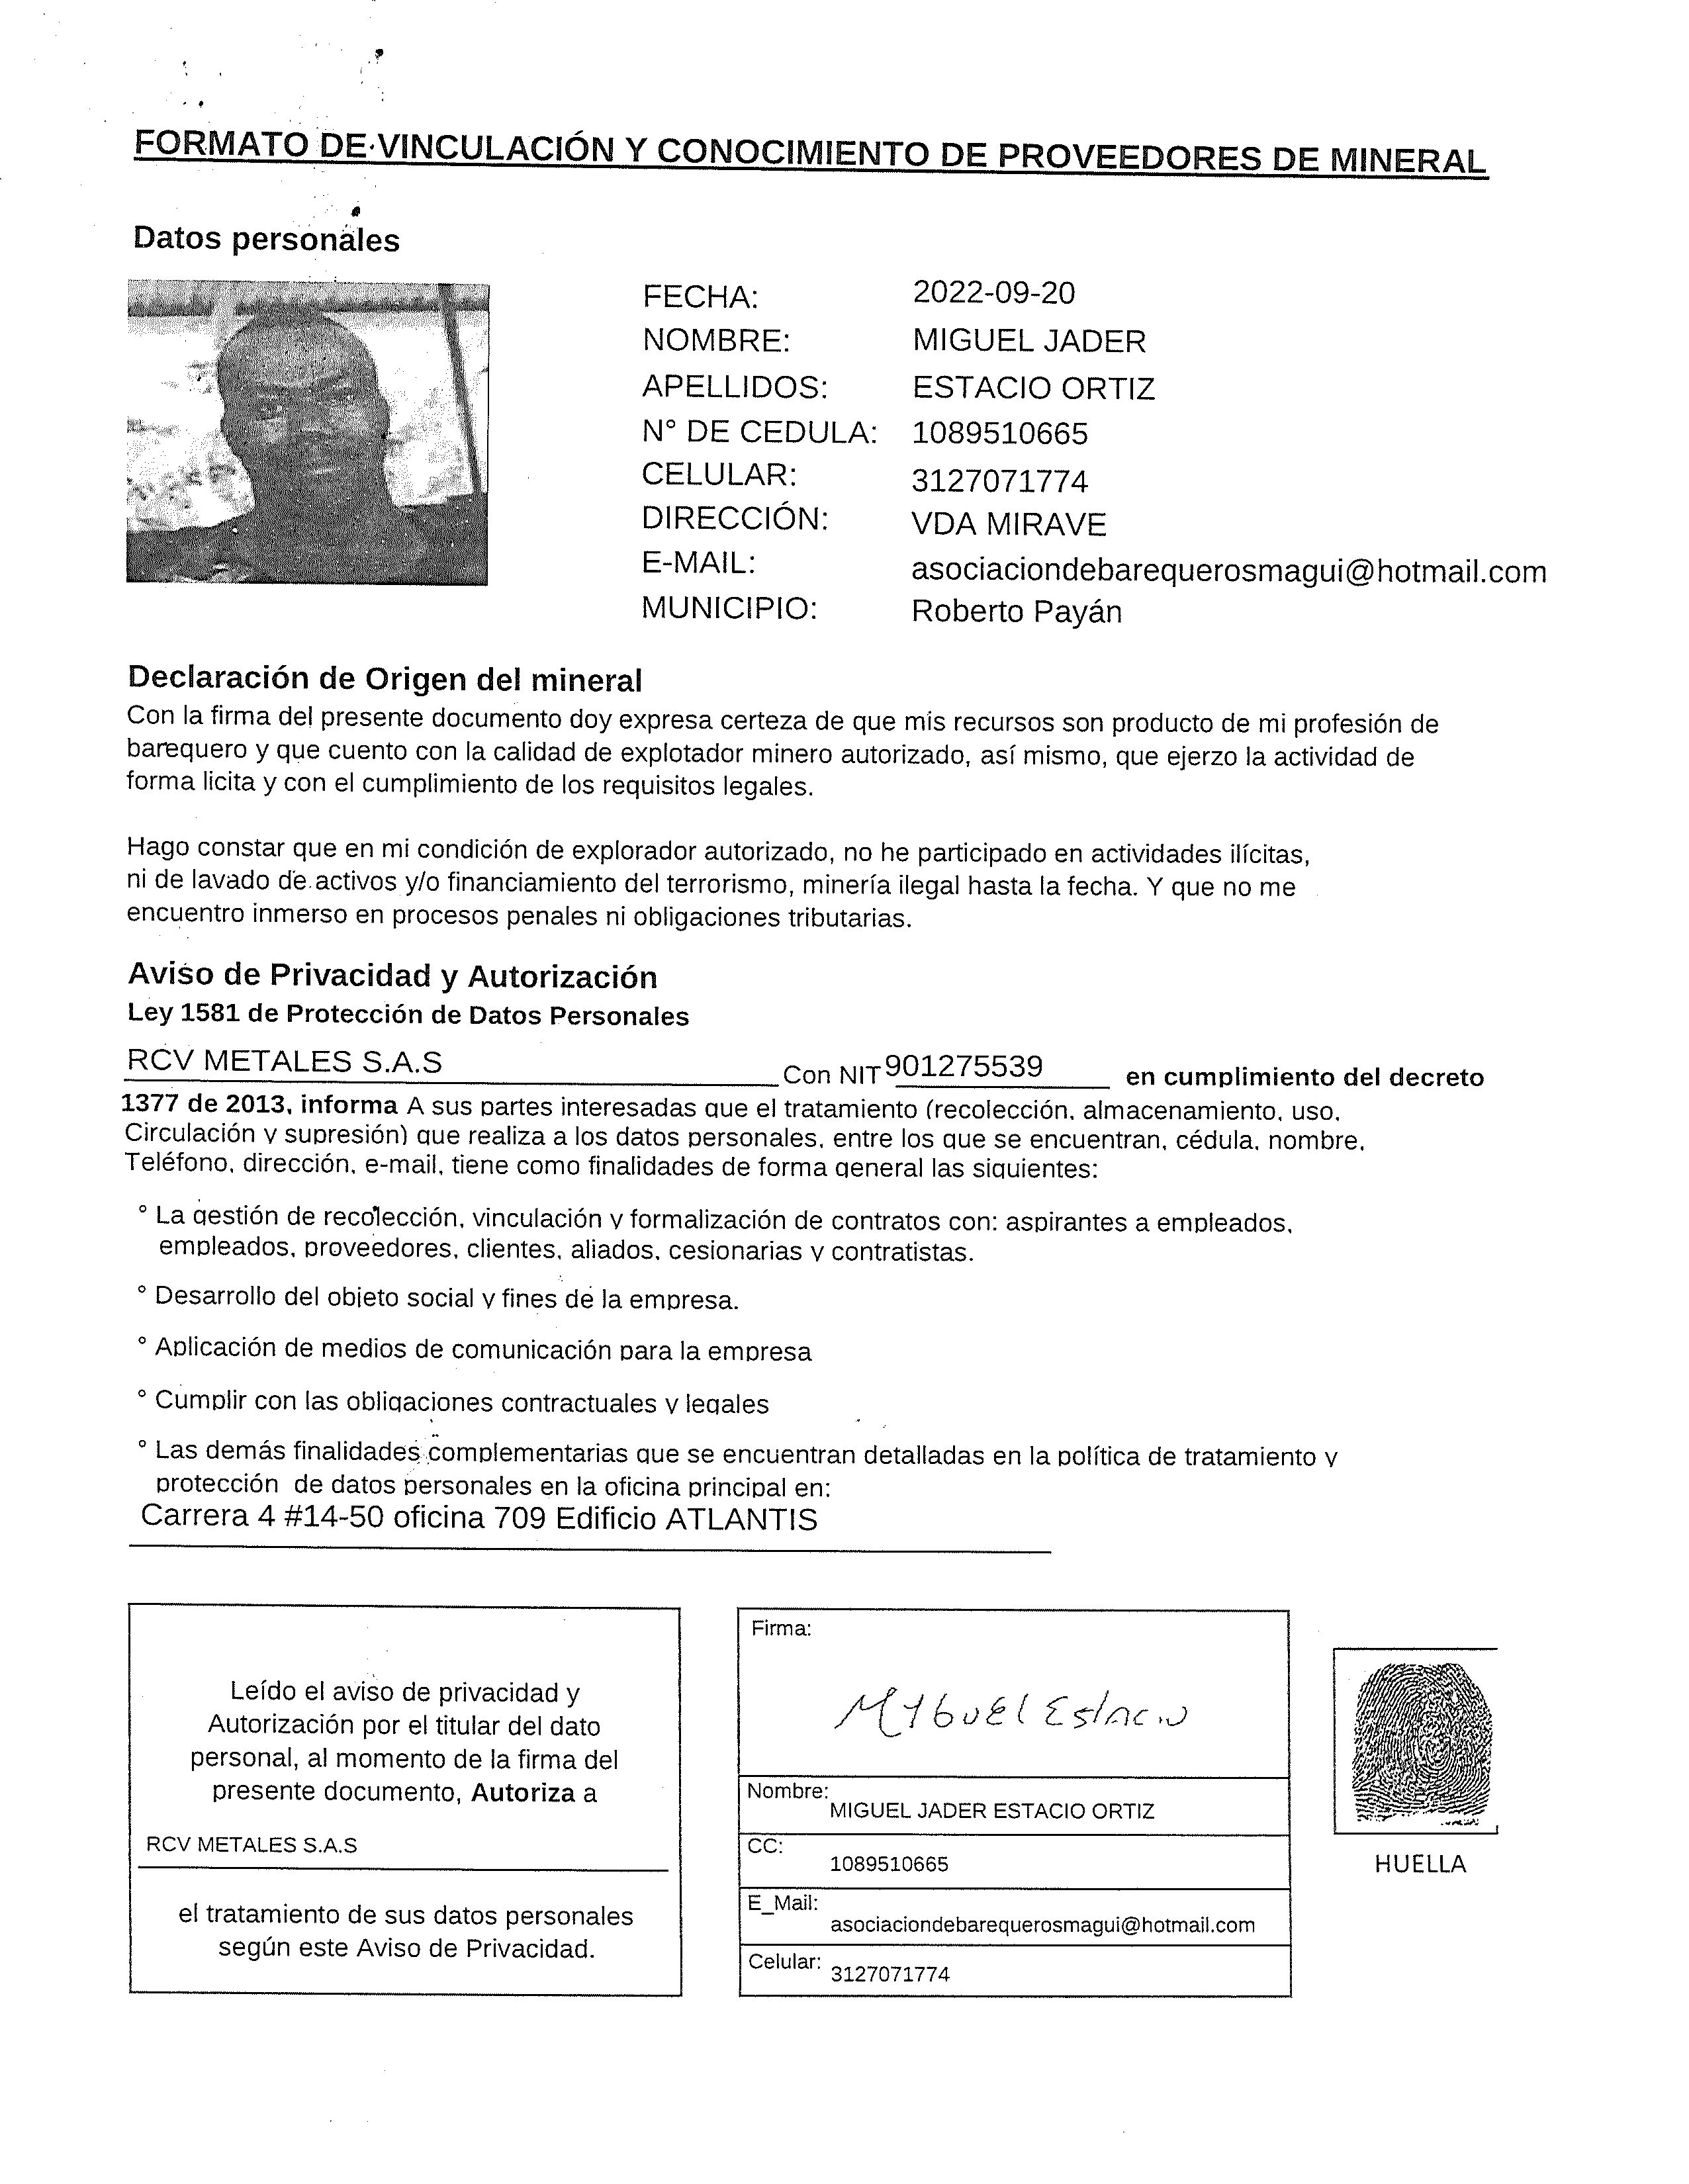 FORMATO DE VINCULACIÓN Y CONOCIMIENTO DE PROVEEDORES DE MINERAL
Datos personales
FECHA: 2022-09-20
NOMBRE: MIGUEL JADER
APELLIDOS: ESTACIO ORTIZ
N° DE CEDULA: 1089510665
CELULAR: 3127071774
DIRECCIÓN: VDA MIRAVE
E-MAIL: asociaciondebarequerosmagui@hotmail.com
MUNICIPIO: Roberto Payán
Declaración de Origen del mineral
Con la firma del presente documento doy expresa certeza de que mis recursos son producto de mi profesión de
barequero y que cuento con la calidad de explotador minero autorizado, así mismo, que ejerzo la actividad de
forma licita y con el cumplimiento de los requisitos legales.
Hago constar que en mi condición de explorador autorizado, no he participado en actividades ilícitas,
ni de lavado de activos y/o financiamiento del terrorismo, minería ilegal hasta la fecha. Y que no me
encuentro inmerso en procesos penales ni obligaciones tributarias.
Aviso de Privacidad y Autorización
Ley 1581 de Protección de Datos Personales
RCV METALES S.A.S Con NIT 901275539 en cumplimiento del decreto
1377 de 2013, informa A sus partes interesadas que el tratamiento (recolección, almacenamiento, uso,
Circulación y supresión) que realiza a los datos personales, entre los que se encuentran, cédula, nombre,
Teléfono, dirección, e-mail, tiene como finalidades de forma general las siguientes:
° La gestión de recolección, vinculación y formalización de contratos con: aspirantes a empleados,
empleados, proveedores, clientes, aliados, cesionarias y contratistas.
° Desarrollo del objeto social y fines de la empresa.
° Aplicación de medios de comunicación para la empresa
° Cumplir con las obligaciones contractuales y legales
° Las demás finalidades complementarias que se encuentran detalladas en la política de tratamiento y
protección de datos personales en la oficina principal en:
Carrera 4 #14-50 oficina 709 Edificio ATLANTIS
Leído el aviso de privacidad y
Autorización por el titular del dato
personal, al momento de la firma del
presente documento, Autoriza a
RCV METALES S.A.S
el tratamiento de sus datos personales
según este Aviso de Privacidad.
Firma:
Miguel Estacio
Nombre:
MIGUEL JADER ESTACIO ORTIZ
CC:
1089510665
E_Mail:
asociaciondebarequerosmagui@hotmail.com
Celular:
3127071774
HUELLA